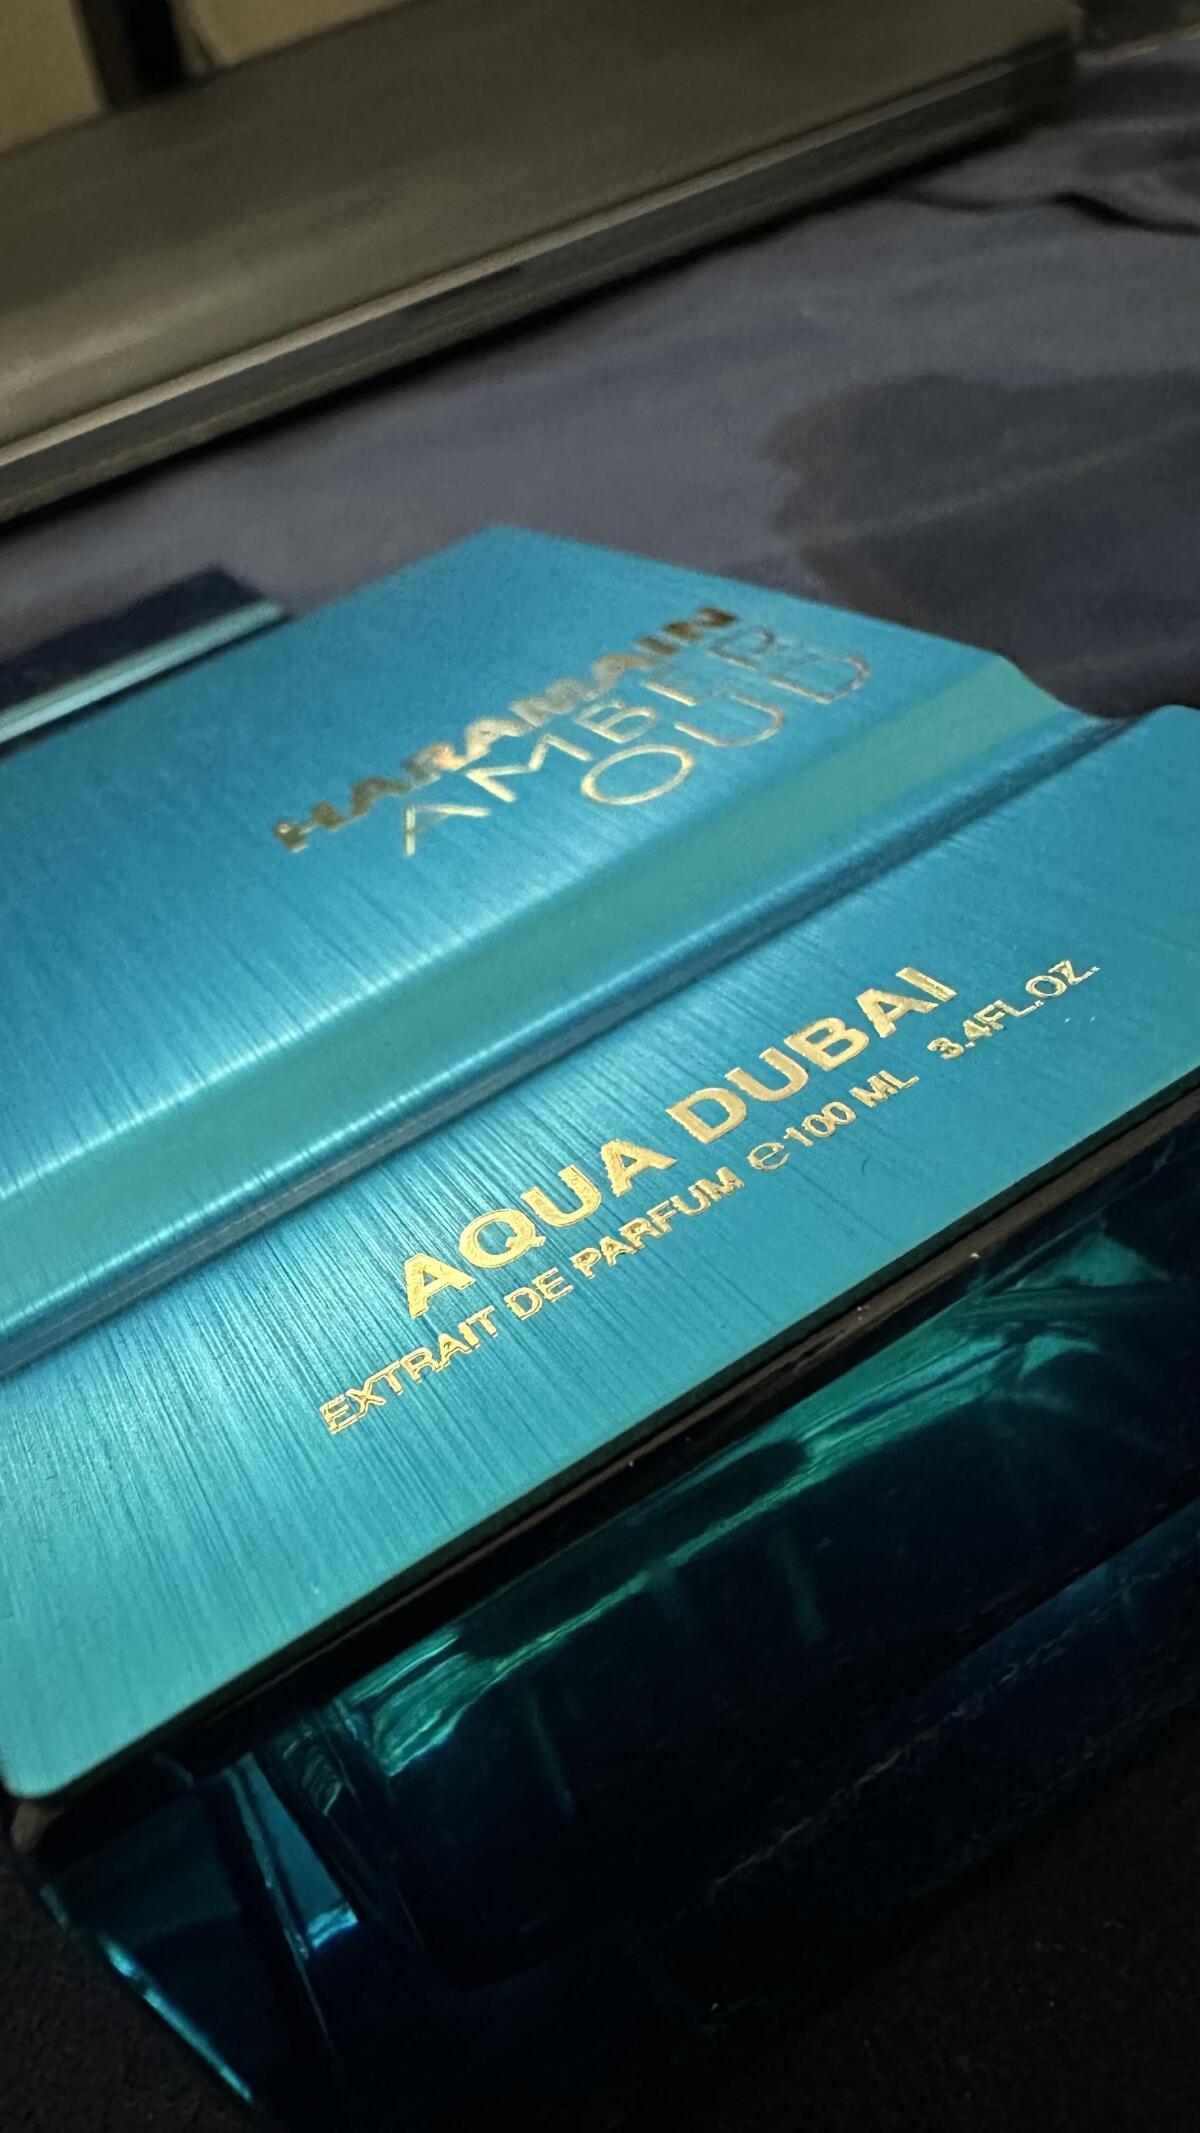 HARAMAIN
AMBER
OUD
AQUA DUBAI
EXTRAIT DE PARFUM ℮100 ML 3.4FL.OZ.